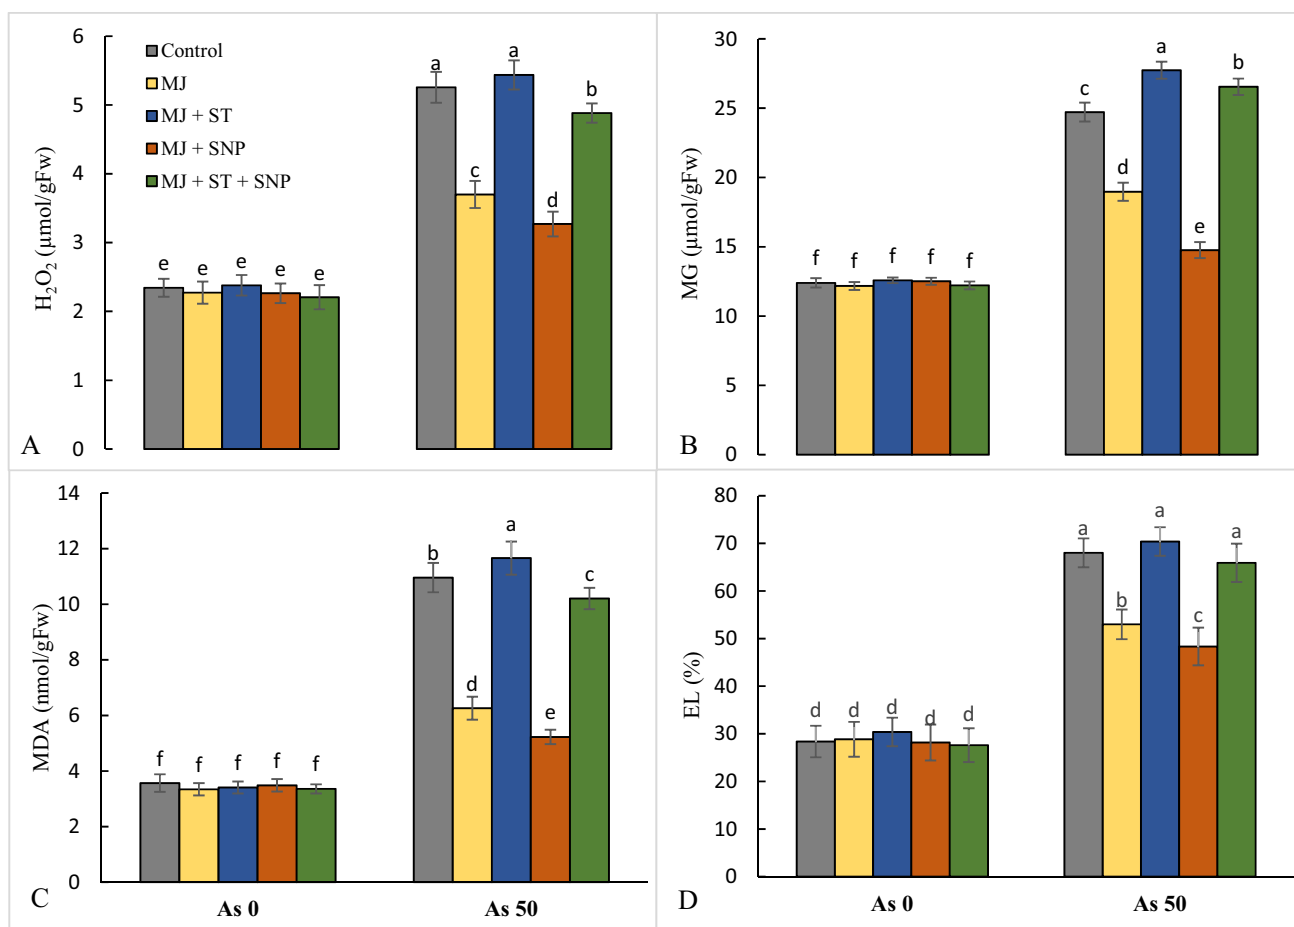 H₂O₂ (µmol/gFw)
6
5
4
3
2
1
0
Control
MJ
MJ + ST
MJ + SNP
MJ + ST + SNP
e e e e e
a c a d b
A
MG (µmol/gFw)
30
25
20
15
10
5
0
f f f f f
c d a e b
B
MDA (nmol/gFw)
14
12
10
8
6
4
2
0
f f f f f
b d a e c
As 0 As 50
C
EL (%)
80
70
60
50
40
30
20
10
0
d d d d d
a b a c a
As 0 As 50
D